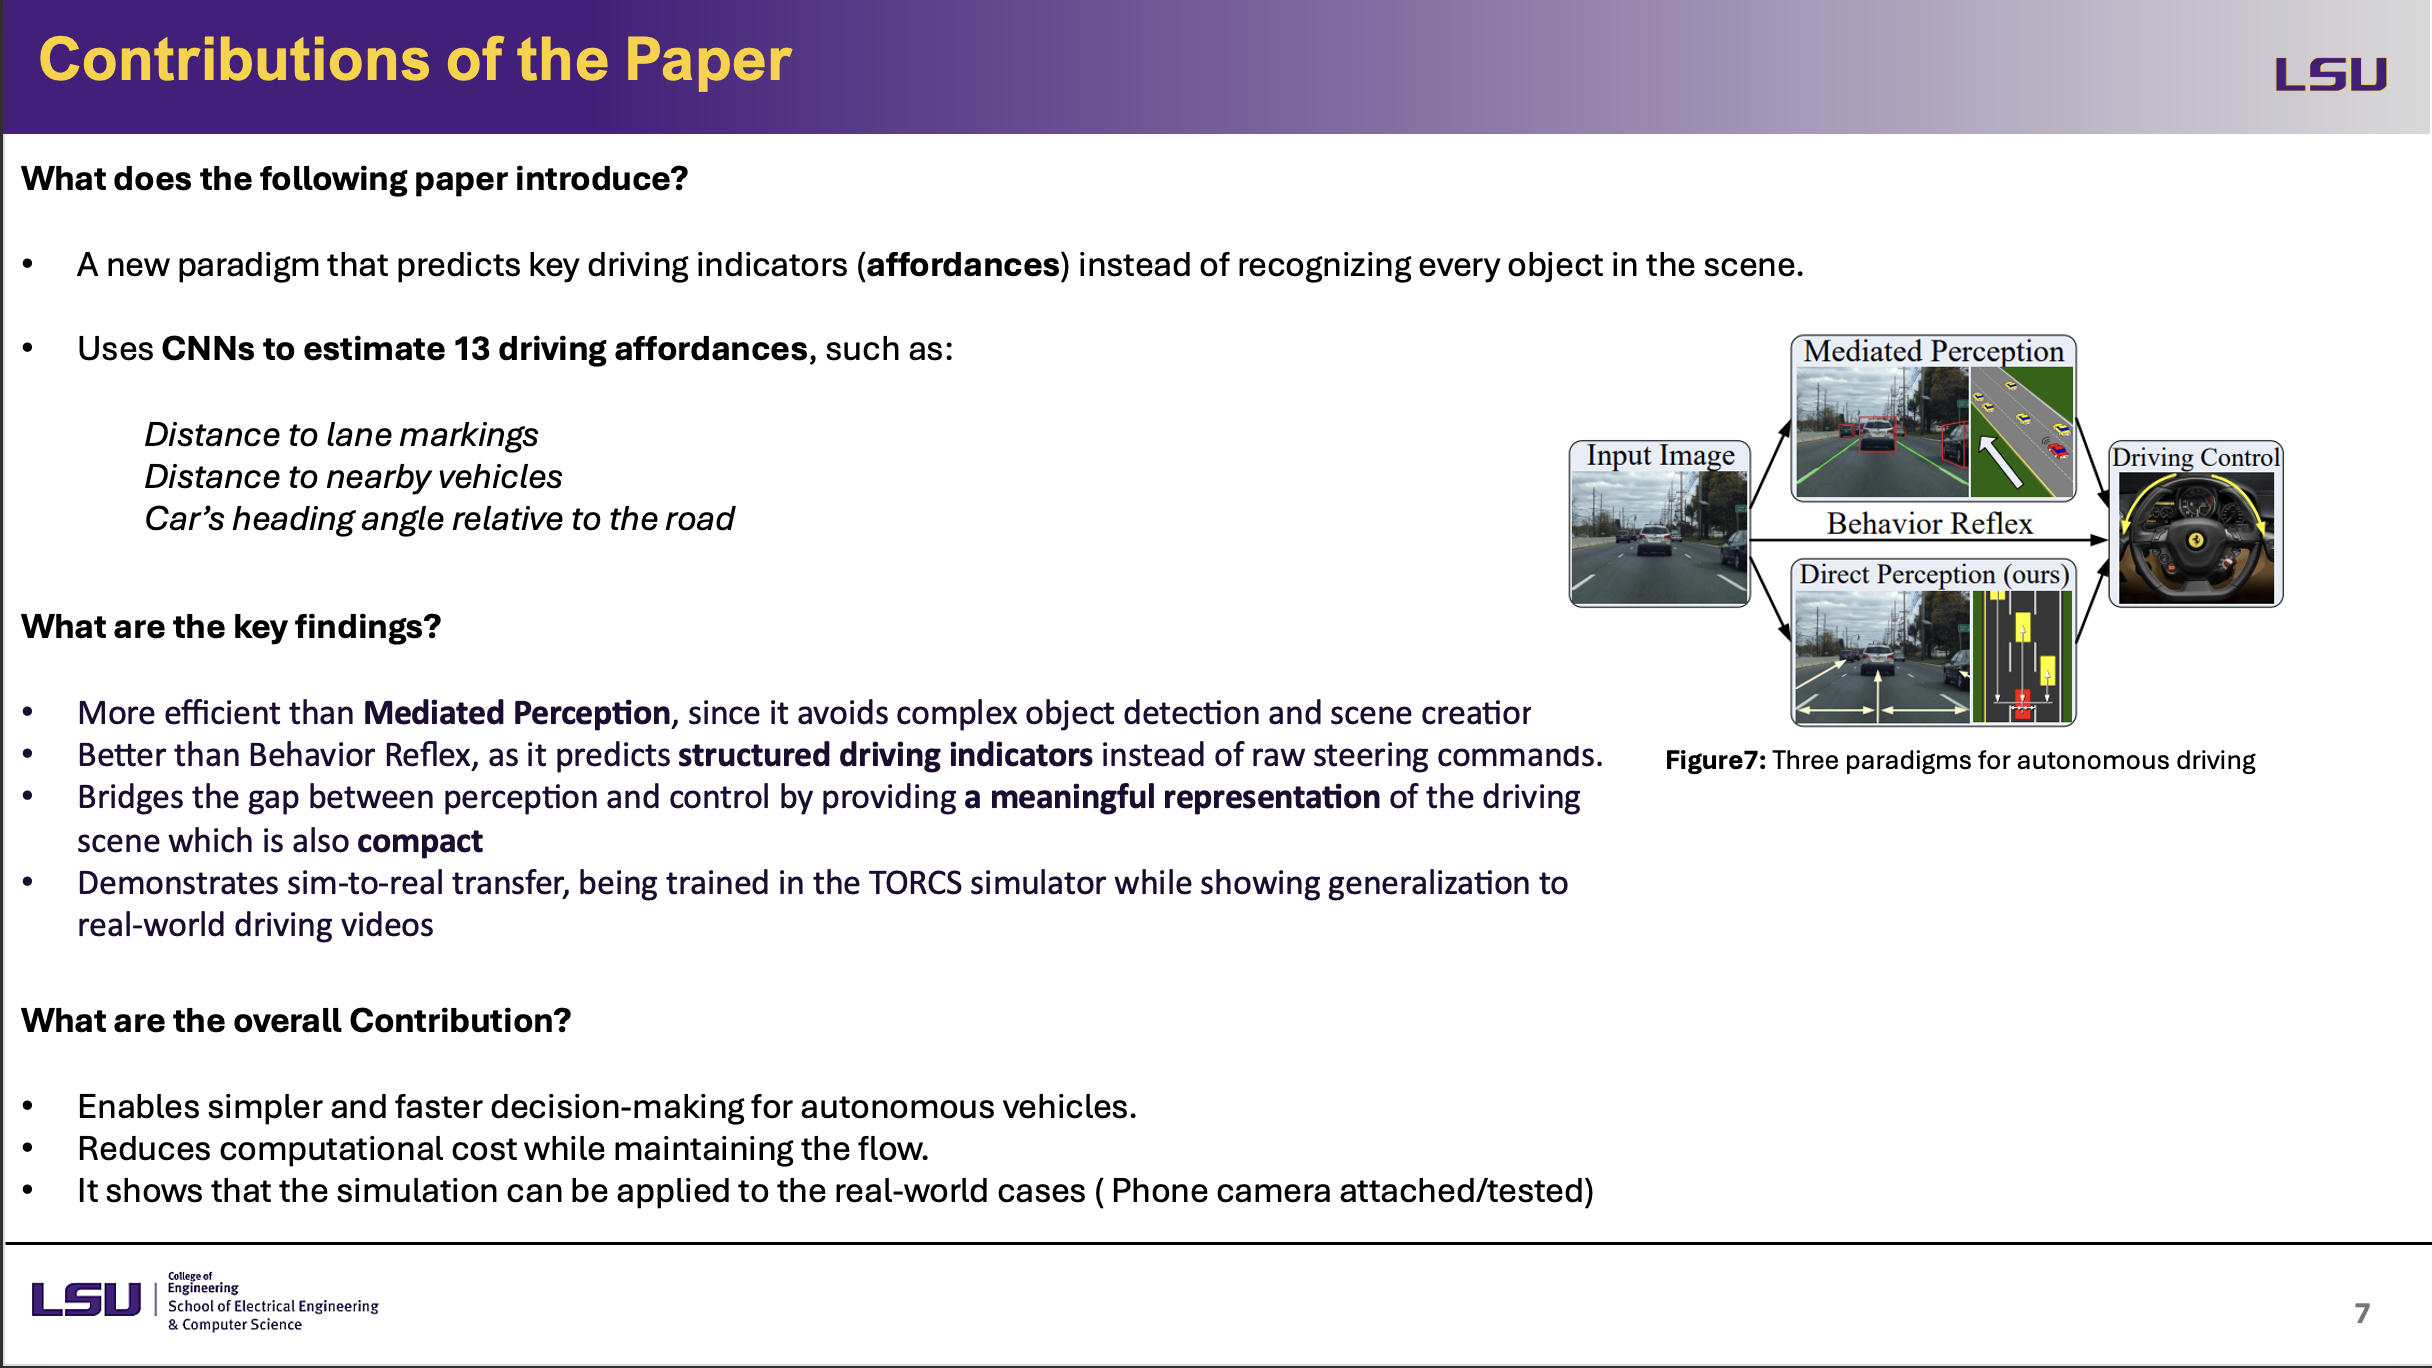 Contributions of the Paper
LSU
What does the following paper introduce?
• A new paradigm that predicts key driving indicators (affordances) instead of recognizing every object in the scene.
• Uses CNNs to estimate 13 driving affordances, such as:
Distance to lane markings
Distance to nearby vehicles
Car's heading angle relative to the road
What are the key findings?
• More efficient than Mediated Perception, since it avoids complex object detection and scene creation
• Better than Behavior Reflex, as it predicts structured driving indicators instead of raw steering commands.
• Bridges the gap between perception and control by providing a meaningful representation of the driving
scene which is also compact
• Demonstrates sim-to-real transfer, being trained in the TORCS simulator while showing generalization to
real-world driving videos
What are the overall Contribution?
• Enables simpler and faster decision-making for autonomous vehicles.
• Reduces computational cost while maintaining the flow.
• It shows that the simulation can be applied to the real-world cases ( Phone camera attached/tested)
Input Image
Mediated Perception
Behavior Reflex
Direct Perception (ours)
Driving Control
Figure7: Three paradigms for autonomous driving
LSU
College of
Engineering
School of Electrical Engineering
& Computer Science
7